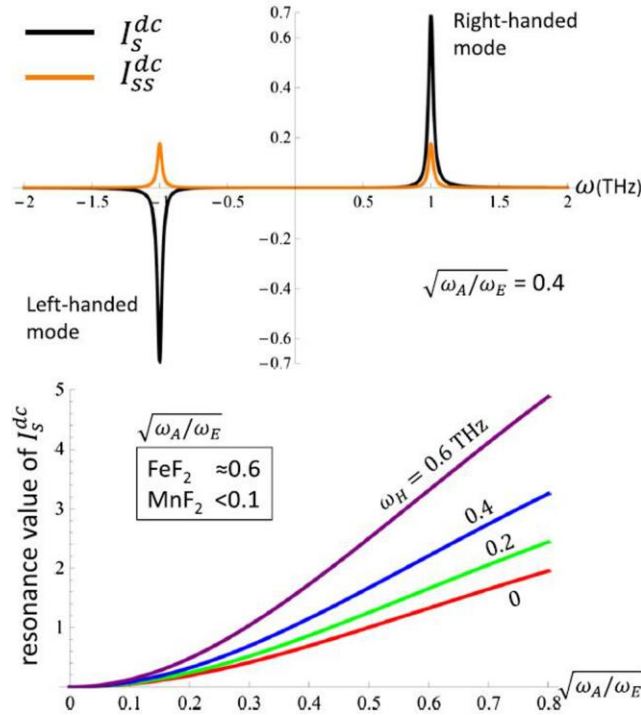 I_S^{dc}
I_{SS}^{dc}
Right-handed
mode
0.7
0.6
0.4
0.2
-2 -1.5 -1 -0.5 0.5 1 1.5 2
ω(THz)
-0.2
-0.4
-0.6
-0.7
Left-handed
mode
√ω_A/ω_E = 0.4
resonance value of I_S^{dc}
5
4
3
2
1
√ω_A/ω_E
FeF₂ ≈0.6
MnF₂ <0.1
ω_H = 0.6 THz
0.4
0.2
0
0 0.1 0.2 0.3 0.4 0.5 0.6 0.7 0.8
√ω_A/ω_E